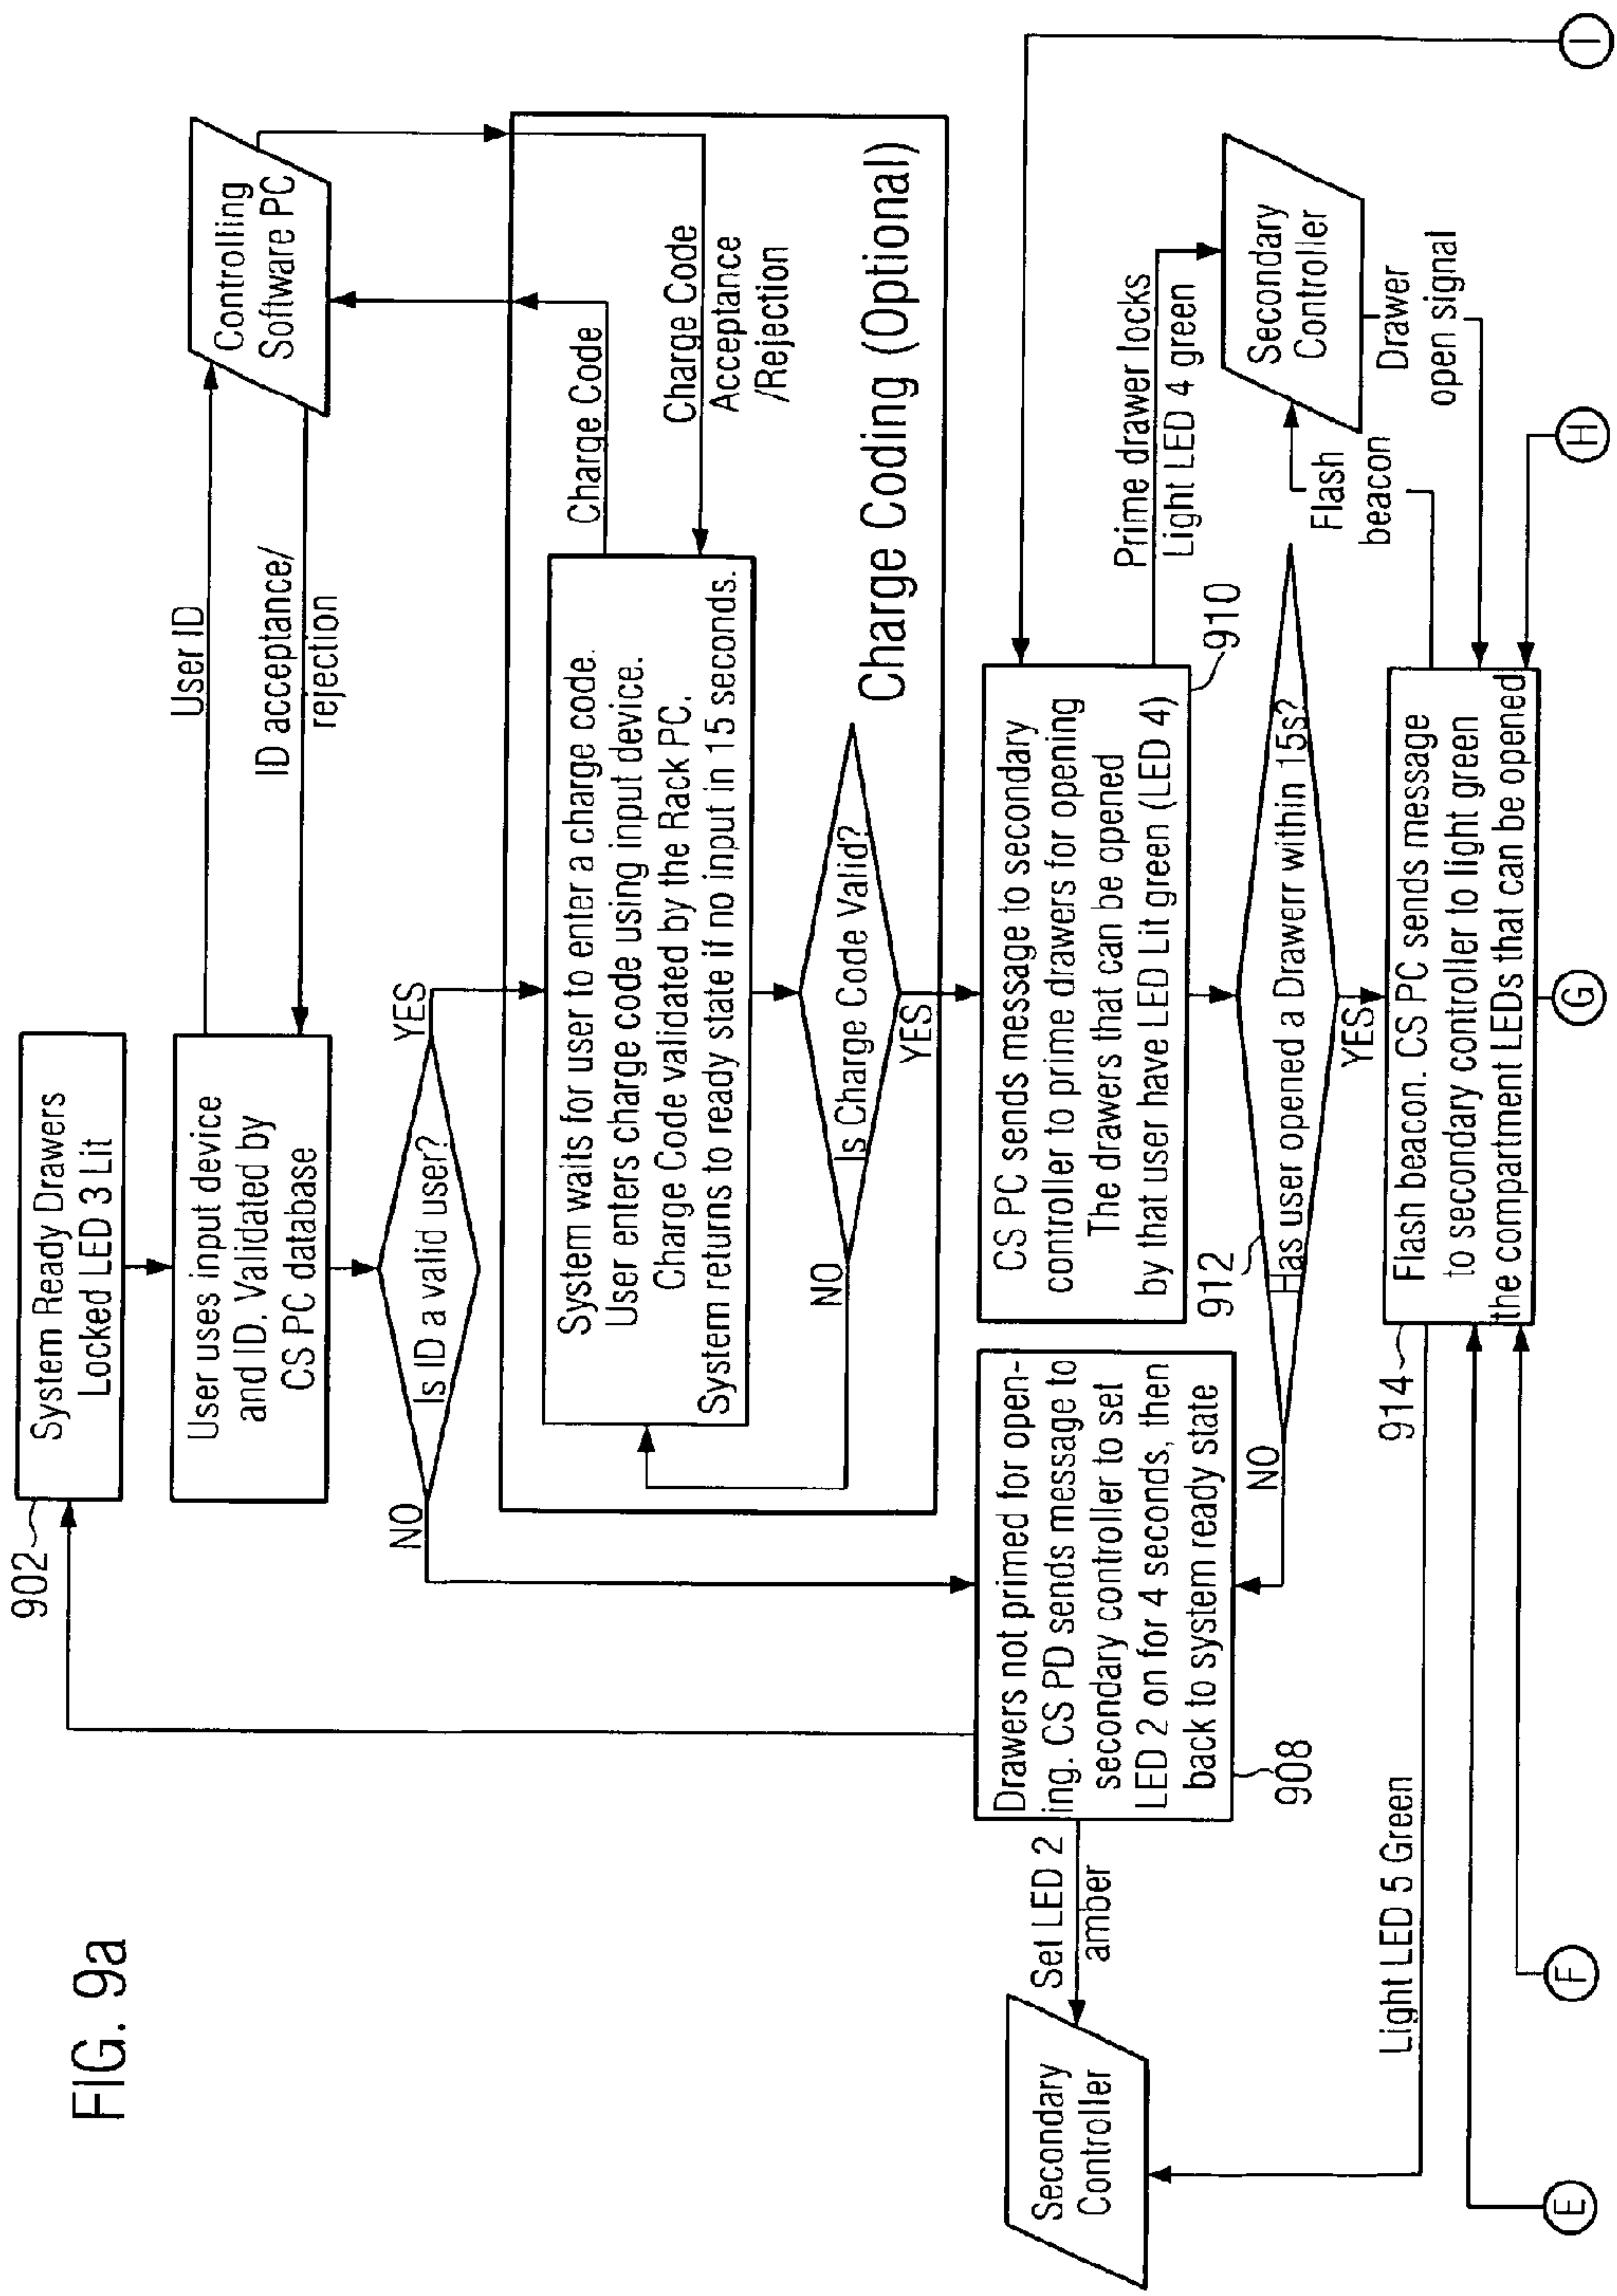 FIG. 9a
902
System Ready Drawers
Locked LED 3 Lit
User uses input device
and ID. Validated by
CS PC database
User ID
ID acceptance/
rejection
Controlling
Software PC
Is ID a valid user?
NO
YES
System waits for user to enter a charge code.
User enters charge code using input device.
Charge Code validated by the Rack PC.
System returns to ready state if no input in 15 seconds.
Charge Code
Charge Code
Acceptance
/Rejection
Is Charge Code Valid?
NO
YES
Charge Coding (Optional)
Drawers not primed for open-
ing. CS PD sends message to
secondary controller to set
LED 2 on for 4 seconds, then
back to system ready state
908
Set LED 2
amber
Secondary
Controller
CS PC sends message to secondary
controller to prime drawers for opening
The drawers that can be opened
by that user have LED Lit green (LED 4)
910
Prime drawer locks
Light LED 4 green
Secondary
Controller
912
Has user opened a Drawer within 15s?
NO
YES
Flash
beacon
Drawer
open signal
914
Flash beacon. CS PC sends message
to secondary controller to light green
the compartment LEDs that can be opened
Light LED 5 Green
E
F
G
H
I